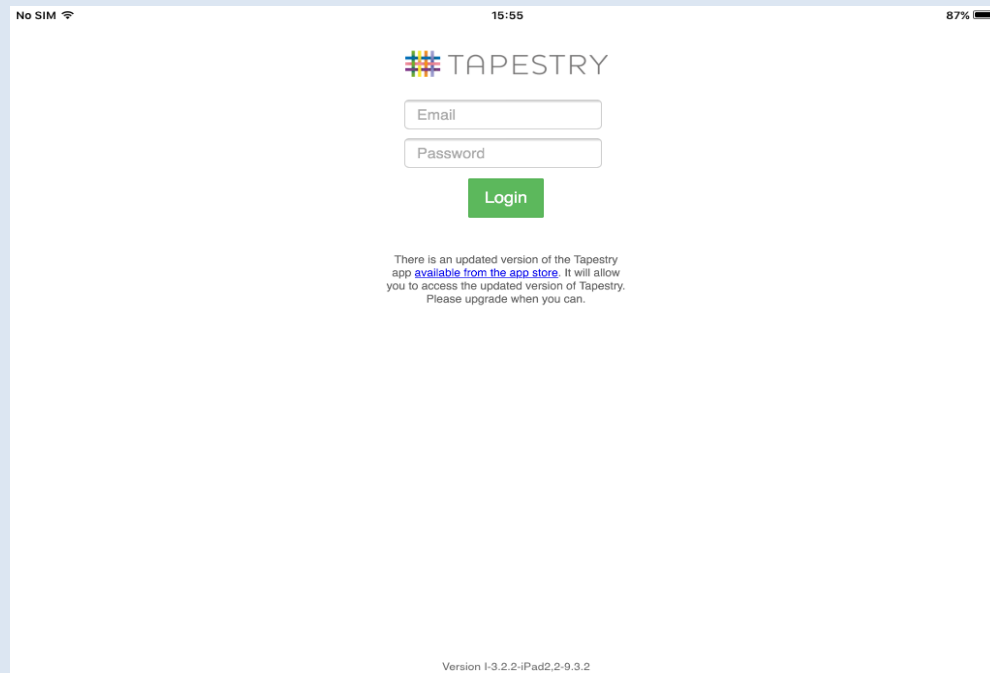 No SIM 15:55 87%
TAPESTRY
Email
Password
Login
There is an updated version of the Tapestry
app available from the app store. It will allow
you to access the updated version of Tapestry.
Please upgrade when you can.
Version I-3.2.2-iPad2,2-9.3.2